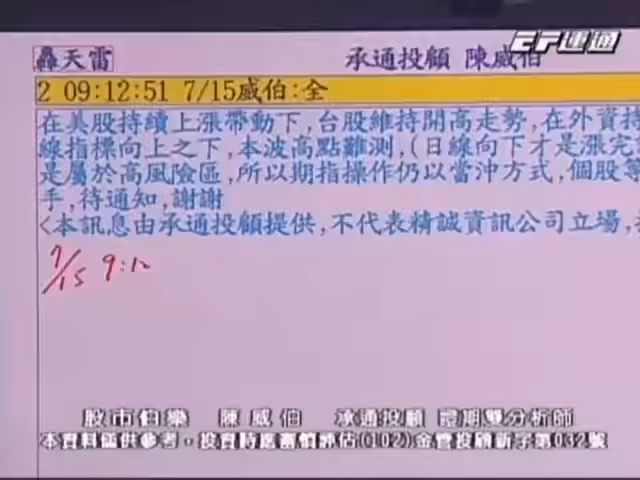 EF運通
轟天雷 承通投顧 陳威伯
2 09:12:51 7/15威伯:全
在美股持續上漲帶動下,台股維持開高走勢,在外資持
線指標向上之下,本波高點難測,(日線向下才是漲完
是屬於高風險區,所以期指操作仍以當沖方式,個股等
手,待通知,謝謝
<本訊息由承通投顧提供,不代表精誠資訊公司立場,
7/15 9:12
股市伯樂 陳威伯 承通投顧 證期雙分析師
本資料僅供參考,投資時應審慎評估(102)金管投顧新字第032號